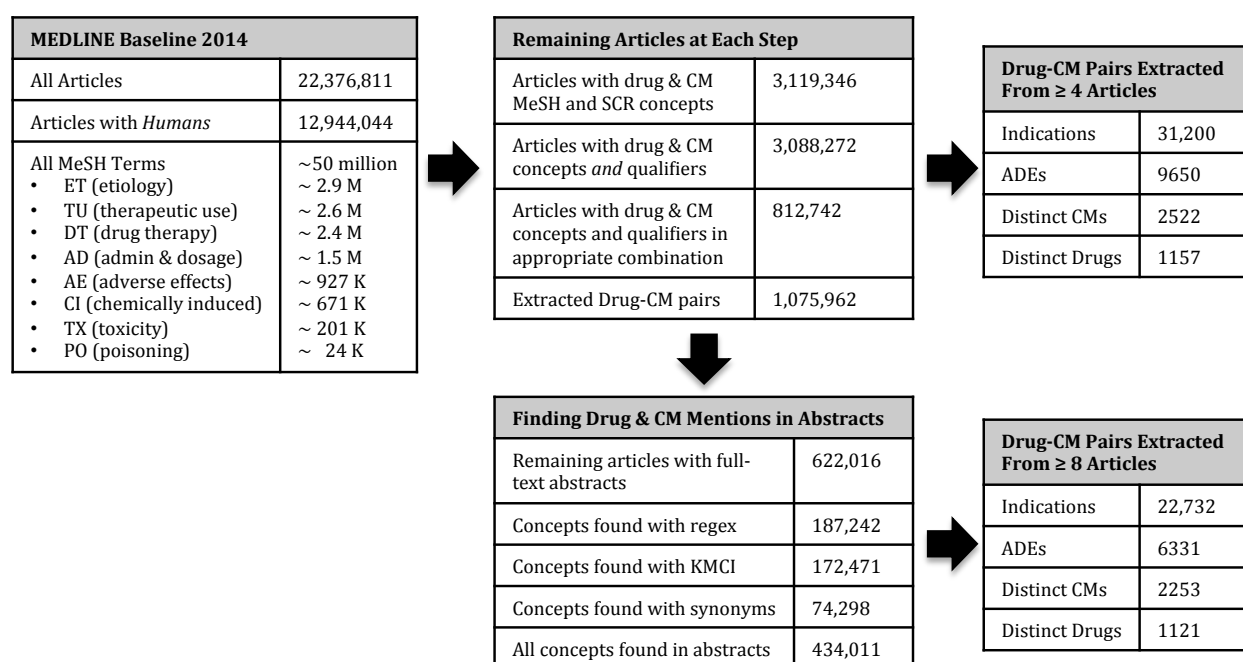 MEDLINE Baseline 2014
All Articles 22,376,811
Articles with Humans 12,944,044
All MeSH Terms ~50 million
• ET (etiology) ~ 2.9 M
• TU (therapeutic use) ~ 2.6 M
• DT (drug therapy) ~ 2.4 M
• AD (admin & dosage) ~ 1.5 M
• AE (adverse effects) ~ 927 K
• CI (chemically induced) ~ 671 K
• TX (toxicity) ~ 201 K
• PO (poisoning) ~ 24 K
Remaining Articles at Each Step
Articles with drug & CM 3,119,346
MeSH and SCR concepts
Articles with drug & CM 3,088,272
concepts and qualifiers
Articles with drug & CM 812,742
concepts and qualifiers in
appropriate combination
Extracted Drug-CM pairs 1,075,962
Drug-CM Pairs Extracted
From ≥ 4 Articles
Indications 31,200
ADEs 9650
Distinct CMs 2522
Distinct Drugs 1157
Finding Drug & CM Mentions in Abstracts
Remaining articles with full- 622,016
text abstracts
Concepts found with regex 187,242
Concepts found with KMCI 172,471
Concepts found with synonyms 74,298
All concepts found in abstracts 434,011
Drug-CM Pairs Extracted
From ≥ 8 Articles
Indications 22,732
ADEs 6331
Distinct CMs 2253
Distinct Drugs 1121